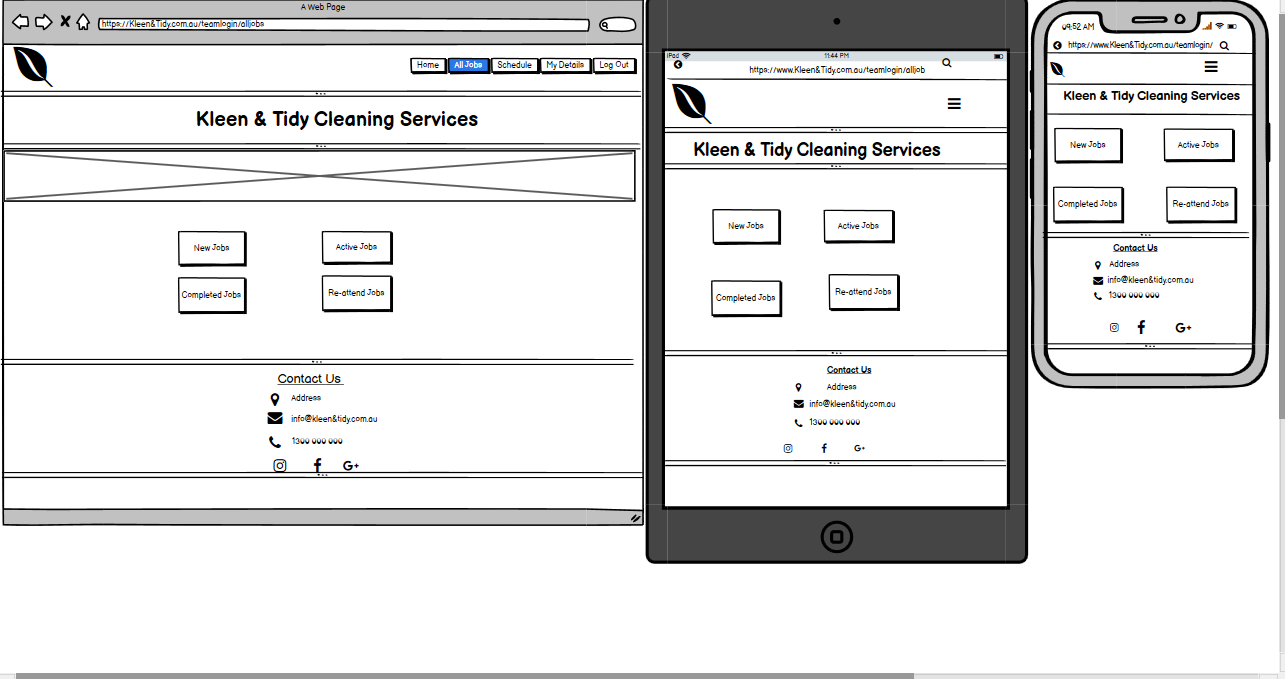 A Web Page
https://Kleen&Tidy.com.au/teamlogin/alljobs
Home All Jobs Schedule My Details Log Out
Kleen & Tidy Cleaning Services
New Jobs Active Jobs
Completed Jobs Re-attend Jobs
Contact Us
Address
info@kleen&tidy.com.au
1300 000 000
G+
iPad 11:44 PM
https://www.Kleen&Tidy.com.au/teamlogin/alljob
Kleen & Tidy Cleaning Services
New Jobs Active Jobs
Completed Jobs Re-attend Jobs
Contact Us
Address
info@kleen&tidy.com.au
1300 000 000
G+
09:52 AM
https://www.Kleen&Tidy.com.au/teamlogin/
Kleen & Tidy Cleaning Services
New Jobs Active Jobs
Completed Jobs Re-attend Jobs
Contact Us
Address
info@kleen&tidy.com.au
1300 000 000
G+